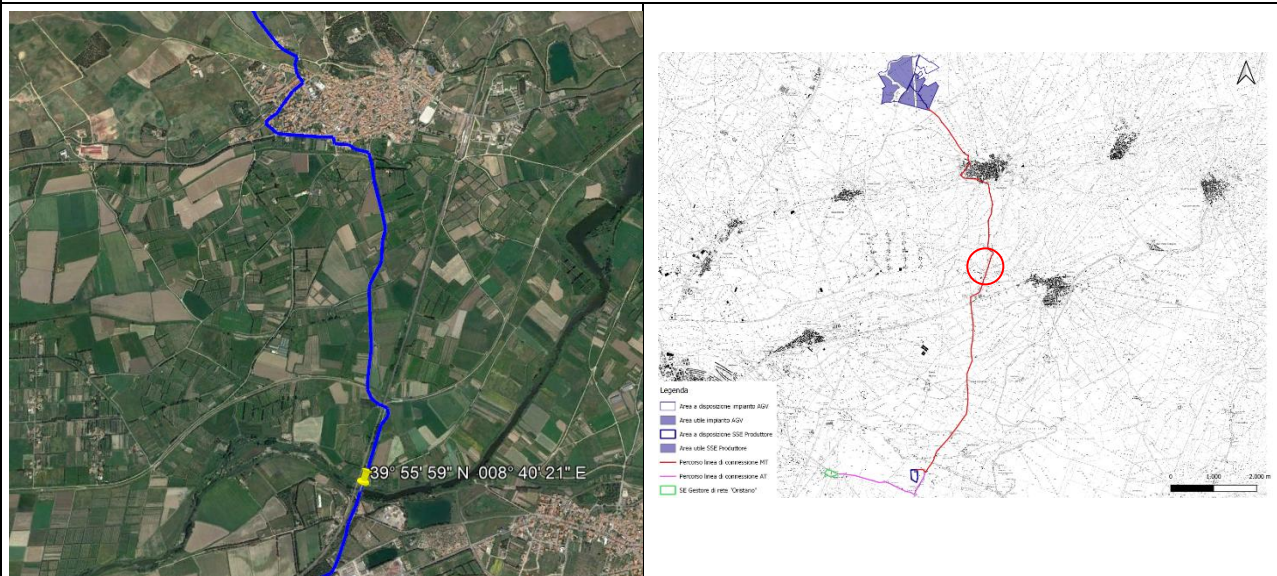 39° 55' 59" N 008° 40' 21" E
Legenda
Area a disposizione impianto AGV
Area utile impianto AGV
Area a disposizione SSE Produttore
Area utile SSE Produttore
Percorso linea di connessione MT
Percorso linea di connessione AT
SE Gestore di rete "Oristano"
0 1.000 2.000 m